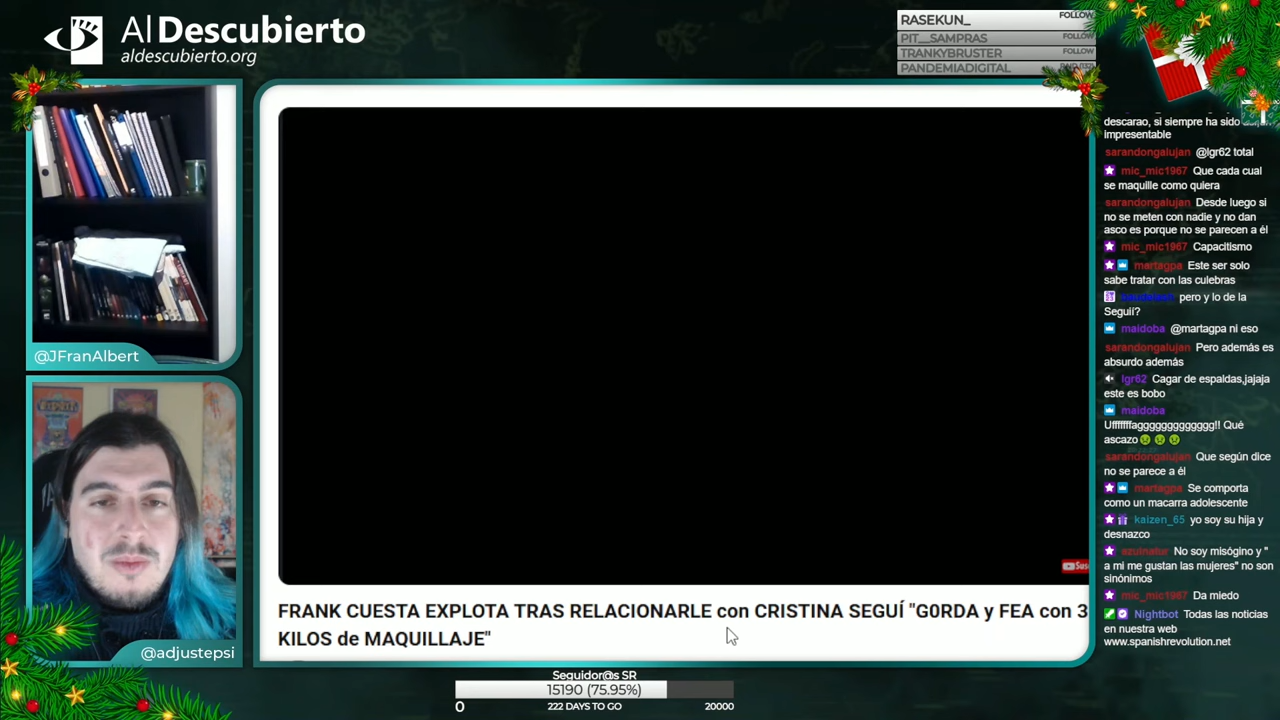 Al Descubierto
aldescubierto.org
RASEKUN_ FOLLOW
PIT__SAMPRAS FOLLOW
TRANKYBRUSTER FOLLOW
PANDEMIADIGITAL
@JFranAlbert
@adjustepsi
FRANK CUESTA EXPLOTA TRAS RELACIONARLE con CRISTINA SEGUÍ "G0RDA y FEA con 3
KILOS de MAQUILLAJE"
Seguidor@s SR
15190 (75.95%)
0 222 DAYS TO GO 20000
descarao, si siempre ha sido
impresentable
sarandongalujan @lgr62 total
mic_mic1967 Que cada cual
se maquille como quiera
sarandongalujan Desde luego si
no se meten con nadie y no dan
asco es porque no se parecen a él
mic_mic1967 Capacitismo
martagpa Este ser solo
sabe tratar con las culebras
pero y lo de la
Seguií?
maidoba @martagpa ni eso
sarandongalujan Pero además es
absurdo además
lgr62 Cagar de espaldas,jajaja
este es bobo
maidoba
Ufffffffaggggggggggggg!! Qué
ascazo
sarandongalujan Que según dice
no se parece a él
martagpa Se comporta
como un macarra adolescente
kaizen_65 yo soy su hija y
desnazco
azulnatur No soy misógino y "
a mi me gustan las mujeres" no son
sinónimos
mic_mic1967 Da miedo
Nightbot Todas las noticias
en nuestra web
www.spanishrevolution.net